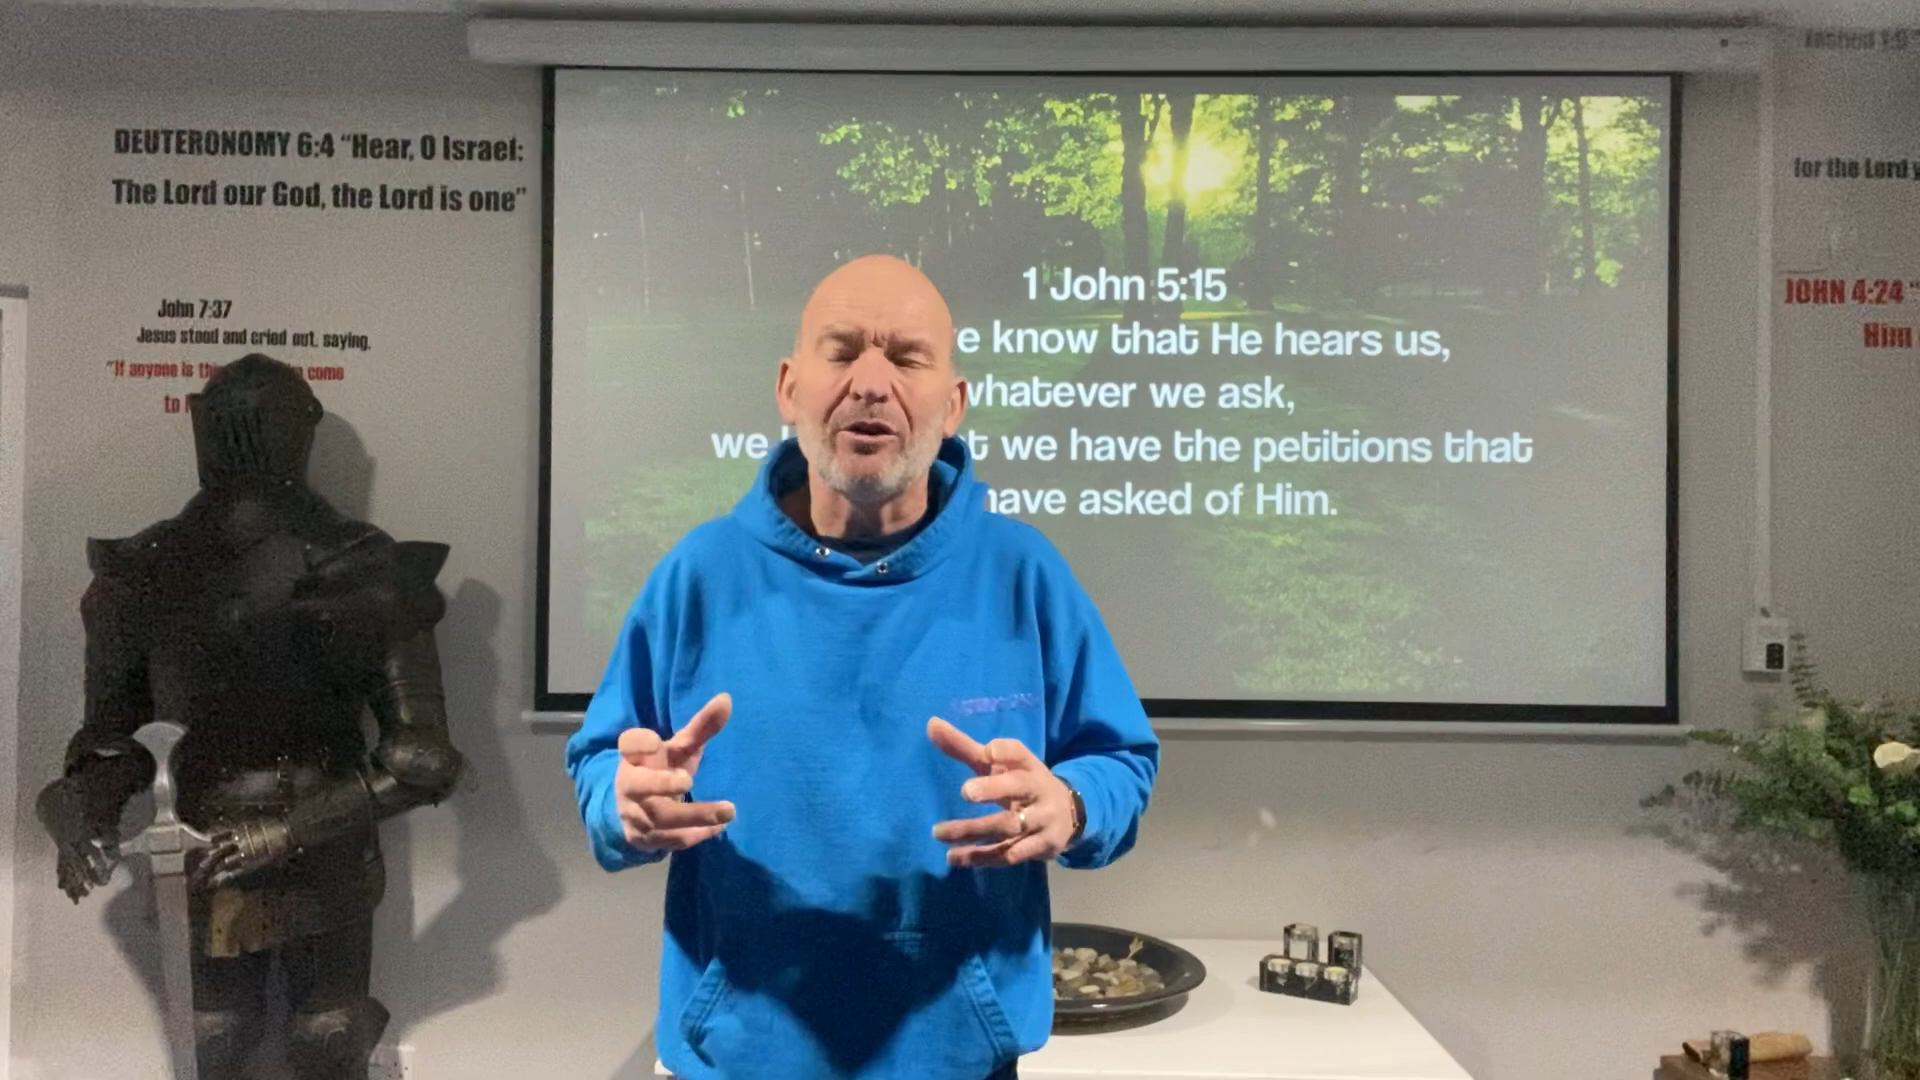 DEUTERONOMY 6:4 “Hear, O Israel:
The Lord our God, the Lord is one”
John 7:37
Jesus stood and cried out, saying,
“If anyone is come
to
1 John 5:15
know that He hears us,
whatever we ask,
we we have the petitions that
have asked of Him.
for the Lord
JOHN 4:24 “
Him